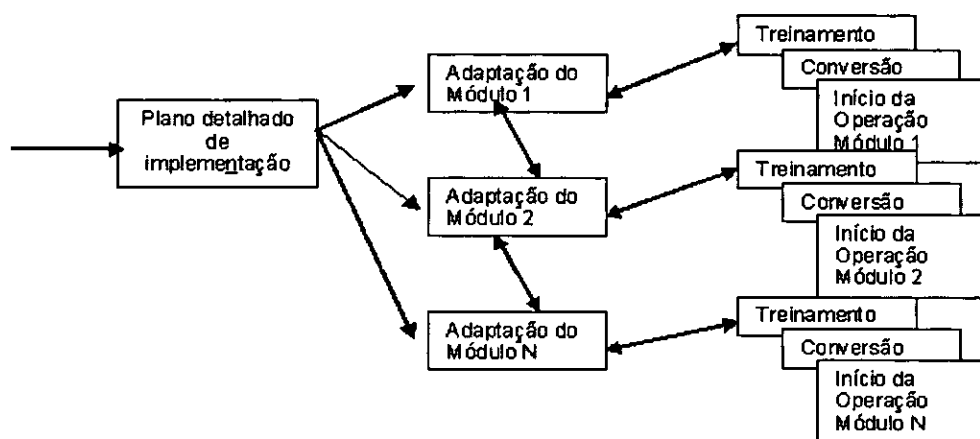 Plano detalhado
de
implementação
Adaptação do
Módulo 1
Treinamento
Conversão
Início da
Operação
Módulo 1
Adaptação do
Módulo 2
Treinamento
Conversão
Início da
Operação
Módulo 2
Adaptação do
Módulo N
Treinamento
Conversão
Início da
Operação
Módulo N